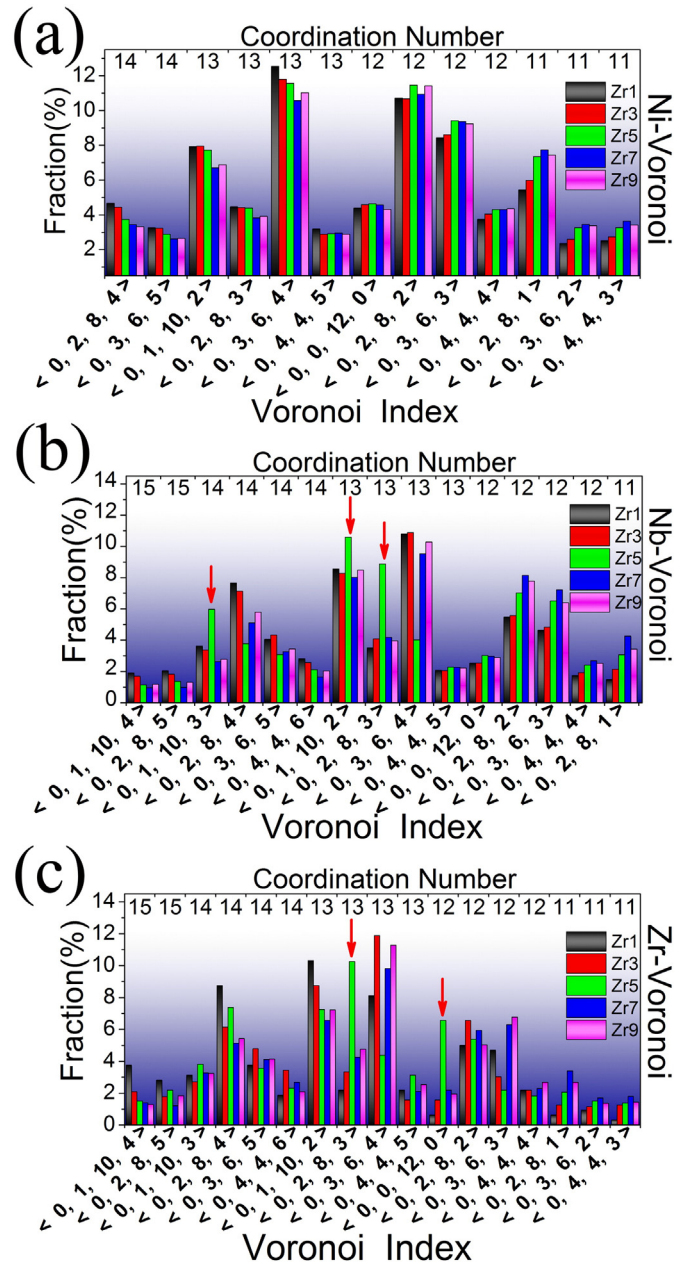 (a)
Coordination Number
14 14 13 13 13 13 12 12 12 12 11 11 11
12
10
8
6
4
2
Fraction(%)
Zr1
Zr3
Zr5
Zr7
Zr9
Ni-Voronoi
< 0, 2, 8, 4>
< 0, 3, 6, 5>
< 0, 1, 10, 2>
< 0, 2, 8, 3>
< 0, 3, 6, 4>
< 0, 4, 4, 5>
< 0, 0, 12, 0>
< 0, 2, 8, 2>
< 0, 3, 6, 3>
< 0, 4, 4, 4>
< 0, 2, 8, 1>
< 0, 3, 6, 2>
< 0, 4, 4, 3>
Voronoi Index
(b)
Coordination Number
15 15 14 14 14 14 13 13 13 13 12 12 12 12 11
14
12
10
8
6
4
2
0
Fraction(%)
Zr1
Zr3
Zr5
Zr7
Zr9
Nb-Voronoi
< 0, 1, 10, 4>
< 0, 2, 8, 5>
< 0, 1, 10, 3>
< 0, 2, 8, 4>
< 0, 3, 6, 5>
< 0, 4, 4, 6>
< 0, 1, 10, 2>
< 0, 2, 8, 3>
< 0, 3, 6, 4>
< 0, 4, 4, 5>
< 0, 0, 12, 0>
< 0, 2, 8, 2>
< 0, 3, 6, 3>
< 0, 4, 4, 4>
< 0, 2, 8, 1>
Voronoi Index
(c)
Coordination Number
15 15 14 14 14 14 13 13 13 13 12 12 12 12 11 11 11
14
12
10
8
6
4
2
0
Fraction(%)
Zr1
Zr3
Zr5
Zr7
Zr9
Zr-Voronoi
< 0, 1, 10, 4>
< 0, 2, 8, 5>
< 0, 1, 10, 3>
< 0, 2, 8, 4>
< 0, 3, 6, 5>
< 0, 4, 4, 6>
< 0, 1, 10, 2>
< 0, 2, 8, 3>
< 0, 3, 6, 4>
< 0, 4, 4, 5>
< 0, 0, 12, 0>
< 0, 2, 8, 2>
< 0, 3, 6, 3>
< 0, 4, 4, 4>
< 0, 2, 8, 1>
< 0, 3, 6, 2>
< 0, 4, 4, 3>
Voronoi Index